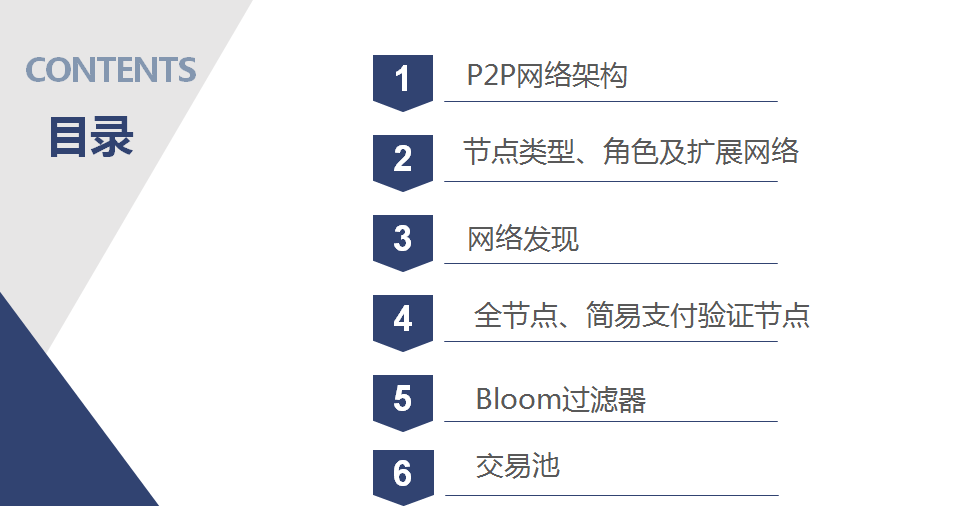 CONTENTS
目录
1 P2P网络架构
2 节点类型、角色及扩展网络
3 网络发现
4 全节点、简易支付验证节点
5 Bloom过滤器
6 交易池